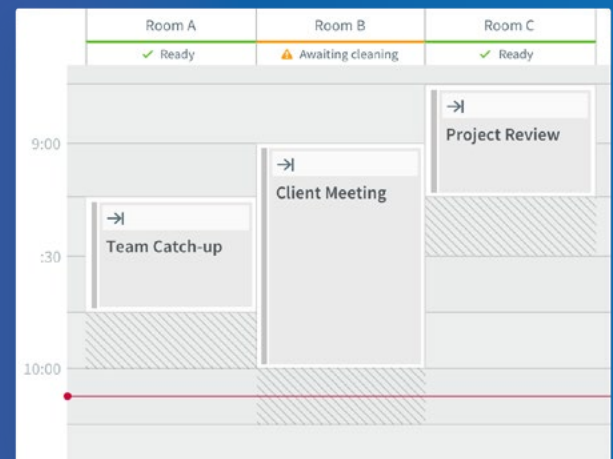 Room A
Room B
Room C
Ready
Awaiting cleaning
Ready
Project Review
9:00
Client Meeting
Team Catch-up
:30
10:00